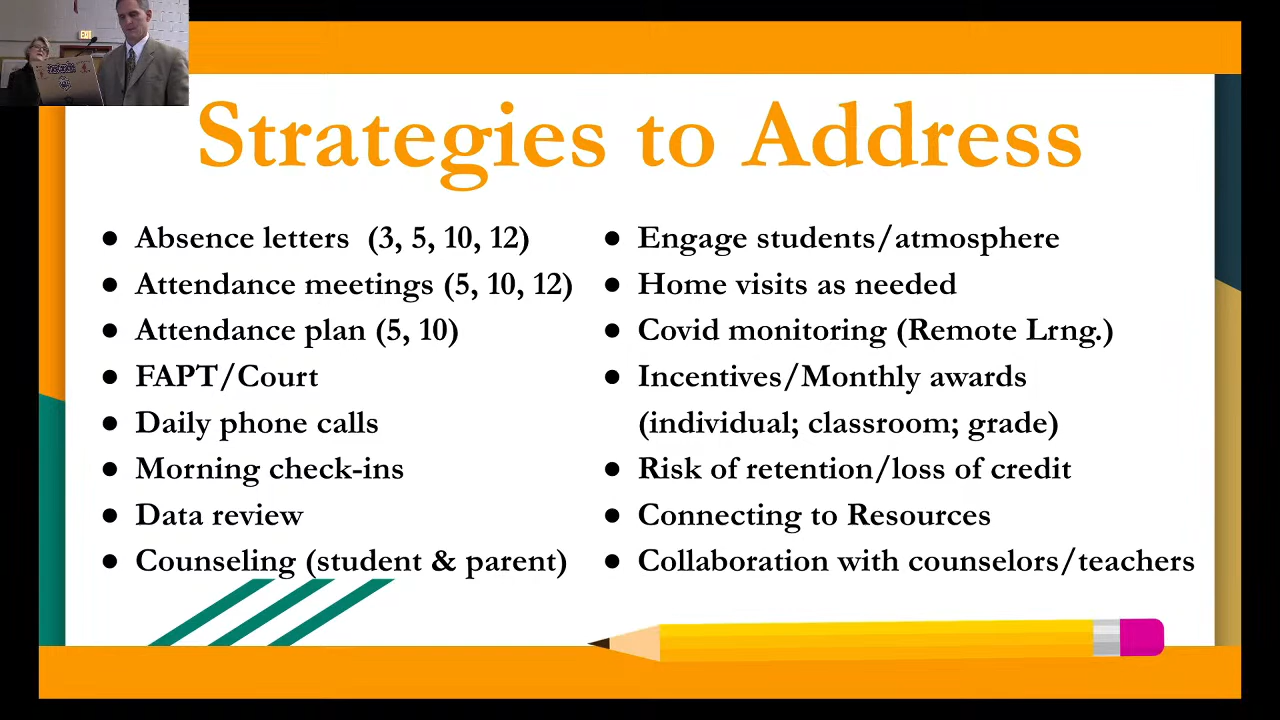 EXIT
Strategies to Address
● Absence letters (3, 5, 10, 12)
● Attendance meetings (5, 10, 12)
● Attendance plan (5, 10)
● FAPT/Court
● Daily phone calls
● Morning check-ins
● Data review
● Counseling (student & parent)
● Engage students/atmosphere
● Home visits as needed
● Covid monitoring (Remote Lrng.)
● Incentives/Monthly awards
(individual; classroom; grade)
● Risk of retention/loss of credit
● Connecting to Resources
● Collaboration with counselors/teachers